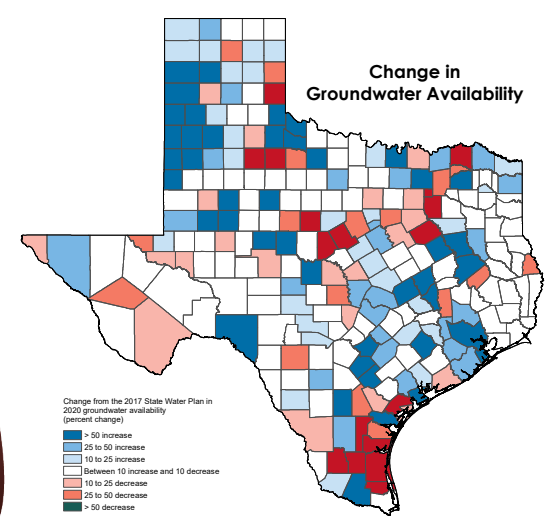 Change in
Groundwater Availability
Change from the 2017 State Water Plan in
2020 groundwater availability
(percent change)
> 50 increase
25 to 50 increase
10 to 25 increase
Between 10 increase and 10 decrease
10 to 25 decrease
25 to 50 decrease
> 50 decrease